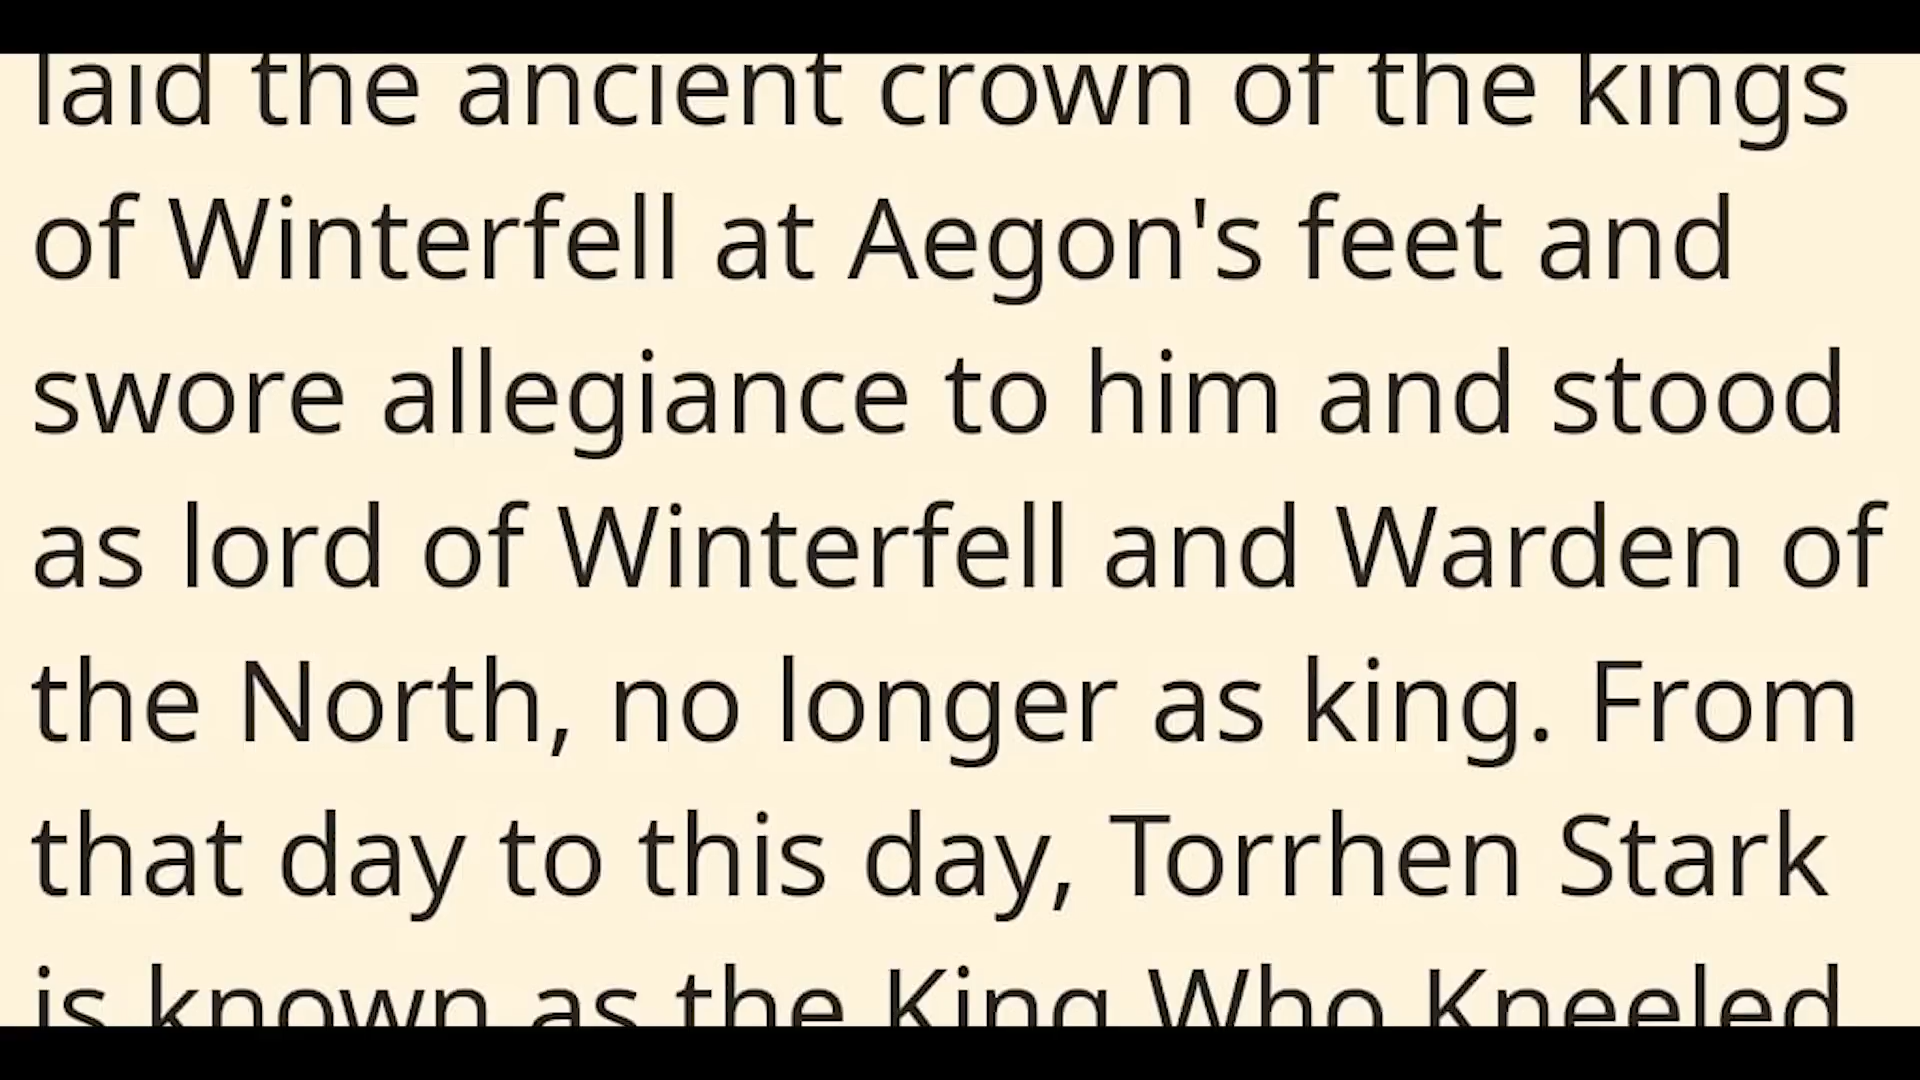 laid the ancient crown of the kings
of Winterfell at Aegon's feet and
swore allegiance to him and stood
as lord of Winterfell and Warden of
the North, no longer as king. From
that day to this day, Torrhen Stark
is known as the King Who Kneeled